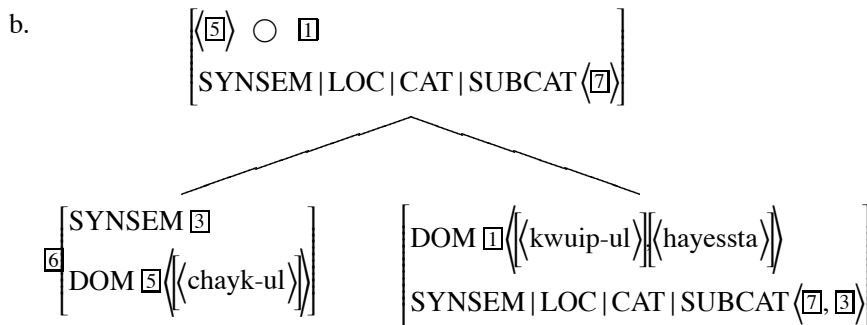 b.
[⟨[5]⟩ ○ [1]
SYNSEM|LOC|CAT|SUBCAT⟨[7]⟩]
[6][SYNSEM [3]
DOM [5]⟨[⟨chayk-ul⟩]⟩]
[DOM [1]⟨[⟨kwuip-ul⟩],[⟨hayessta⟩]⟩
SYNSEM|LOC|CAT|SUBCAT⟨[7], [3]⟩]